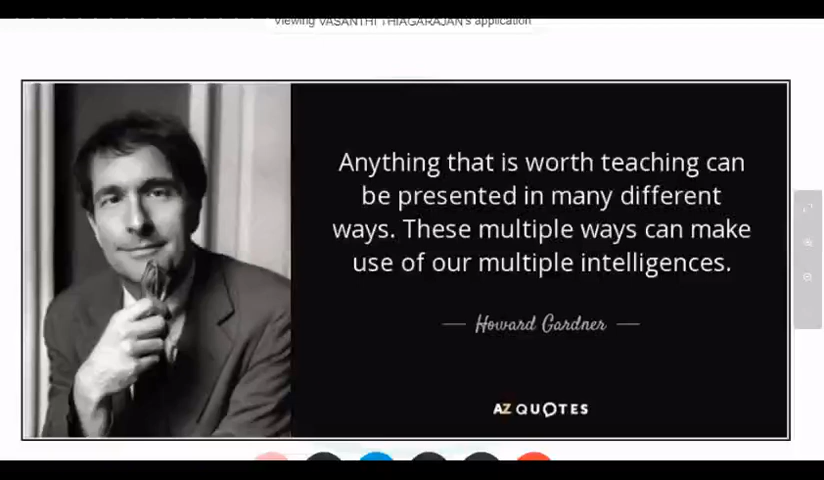 Viewing VASANTHI THIAGARAJAN's application
Anything that is worth teaching can
be presented in many different
ways. These multiple ways can make
use of our multiple intelligences.
Howard Gardner
AZ QUOTES